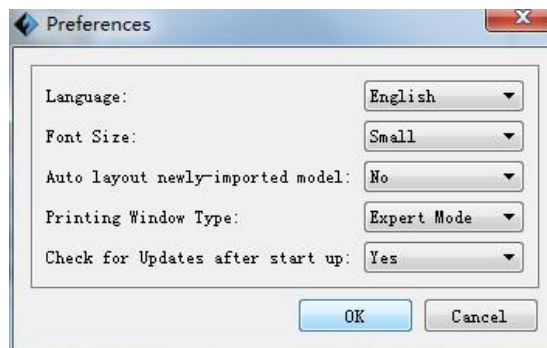 Preferences
Language: English
Font Size: Small
Auto layout newly-imported model: No
Printing Window Type: Expert Mode
Check for Updates after start up: Yes
OK Cancel